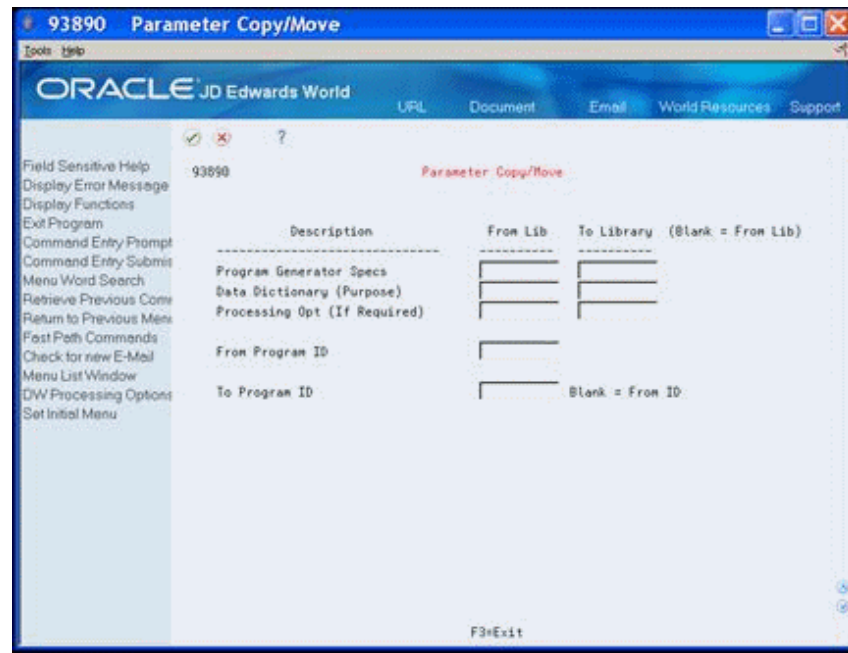 93890 Parameter Copy/Move
Tools Help
ORACLE JD Edwards World
URL Document Email World Resources Support
?
Field Sensitive Help
Display Error Message
Display Functions
Exit Program
Command Entry Prompt
Command Entry Submis
Menu Word Search
Retrieve Previous Com
Return to Previous Men
Fast Path Commands
Check for new E-Mail
Menu List Window
DW Processing Options
Set Initial Menu
93890 Parameter Copy/Move
Description From Lib To Library (Blank = From Lib)
Program Generator Specs
Data Dictionary (Purpose)
Processing Opt (If Required)
From Program ID
To Program ID Blank = From ID
F3=Exit